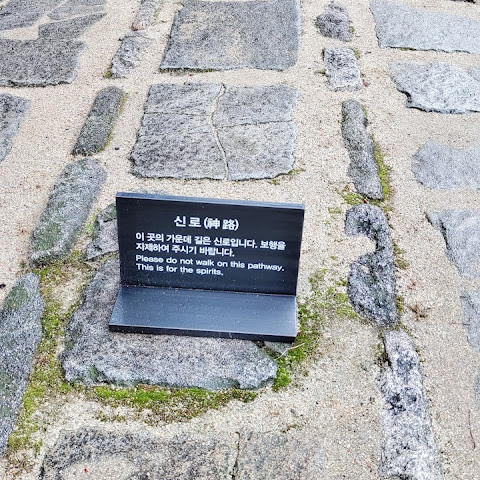 신로(神路)
이 곳의 가운데 길은 신로입니다. 보행을
자제하여 주시기 바랍니다.
Please do not walk on this pathway.
This is for the spirits.